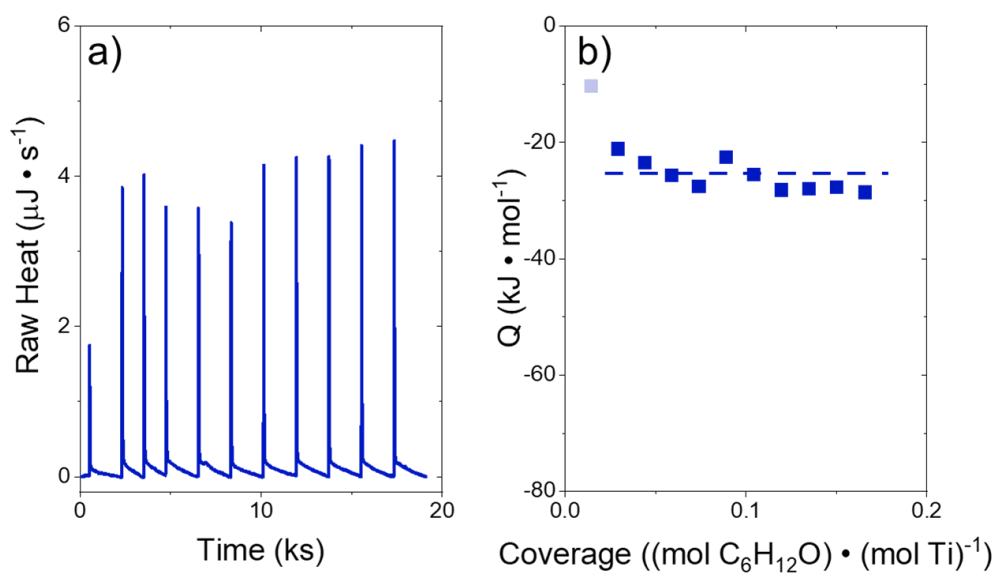 a)
6
4
2
0
Raw Heat (μJ • s⁻¹)
0
10
20
Time (ks)
b)
-0
-20
-40
-60
-80
Q (kJ • mol⁻¹)
0.0
0.1
0.2
Coverage ((mol C₆H₁₂O) • (mol Ti)⁻¹)